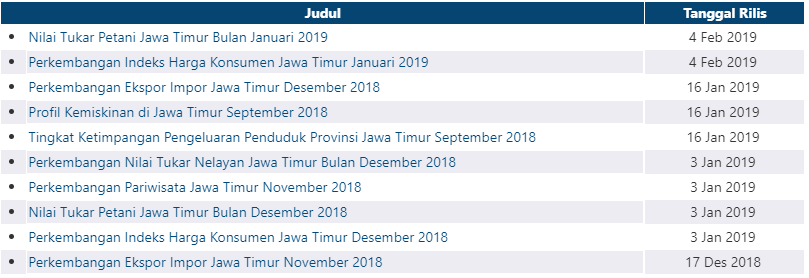 Judul Tanggal Rilis
Nilai Tukar Petani Jawa Timur Bulan Januari 2019 4 Feb 2019
Perkembangan Indeks Harga Konsumen Jawa Timur Januari 2019 4 Feb 2019
Perkembangan Ekspor Impor Jawa Timur Desember 2018 16 Jan 2019
Profil Kemiskinan di Jawa Timur September 2018 16 Jan 2019
Tingkat Ketimpangan Pengeluaran Penduduk Provinsi Jawa Timur September 2018 16 Jan 2019
Perkembangan Nilai Tukar Nelayan Jawa Timur Bulan Desember 2018 3 Jan 2019
Perkembangan Pariwisata Jawa Timur November 2018 3 Jan 2019
Nilai Tukar Petani Jawa Timur Bulan Desember 2018 3 Jan 2019
Perkembangan Indeks Harga Konsumen Jawa Timur Desember 2018 3 Jan 2019
Perkembangan Ekspor Impor Jawa Timur November 2018 17 Des 2018